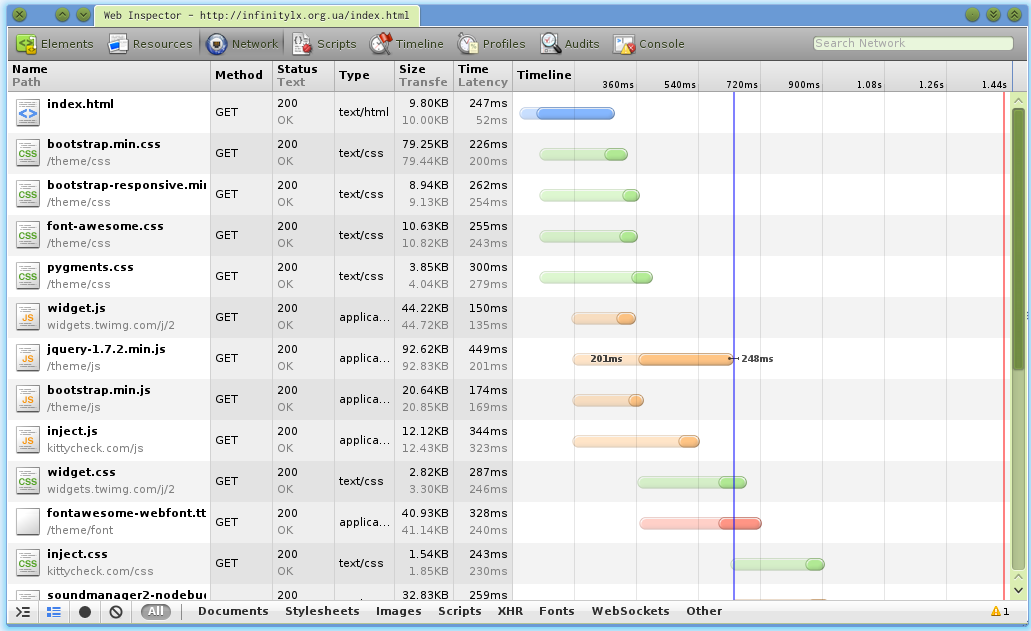 Web Inspector – http://infinitylx.org.ua/index.html
Elements Resources Network Scripts Timeline Profiles Audits Console Search Network
Name Method Status Type Size Time Timeline
Path Text Transfe Latency 360ms 540ms 720ms 900ms 1.08s 1.26s 1.44s
index.html GET 200 text/html 9.80KB 247ms
OK 10.00KB 52ms
bootstrap.min.css GET 200 text/css 79.25KB 226ms
/theme/css OK 79.44KB 200ms
bootstrap-responsive.min GET 200 text/css 8.94KB 262ms
/theme/css OK 9.13KB 254ms
font-awesome.css GET 200 text/css 10.63KB 255ms
/theme/css OK 10.82KB 243ms
pygments.css GET 200 text/css 3.85KB 300ms
/theme/css OK 4.04KB 279ms
widget.js GET 200 applica... 44.22KB 150ms
widgets.twimg.com/j/2 OK 44.72KB 135ms
jquery-1.7.2.min.js GET 200 applica... 92.62KB 449ms 201ms 248ms
/theme/js OK 92.83KB 201ms
bootstrap.min.js GET 200 applica... 20.64KB 174ms
/theme/js OK 20.85KB 169ms
inject.js GET 200 applica... 12.12KB 344ms
kittycheck.com/js OK 12.43KB 323ms
widget.css GET 200 text/css 2.82KB 287ms
widgets.twimg.com/j/2 OK 3.30KB 246ms
fontawesome-webfont.tt GET 200 applica... 40.93KB 328ms
/theme/font OK 41.14KB 240ms
inject.css GET 200 text/css 1.54KB 243ms
kittycheck.com/css OK 1.85KB 230ms
soundmanager2-nodebug 200 32.83KB 259ms
All Documents Stylesheets Images Scripts XHR Fonts WebSockets Other 1